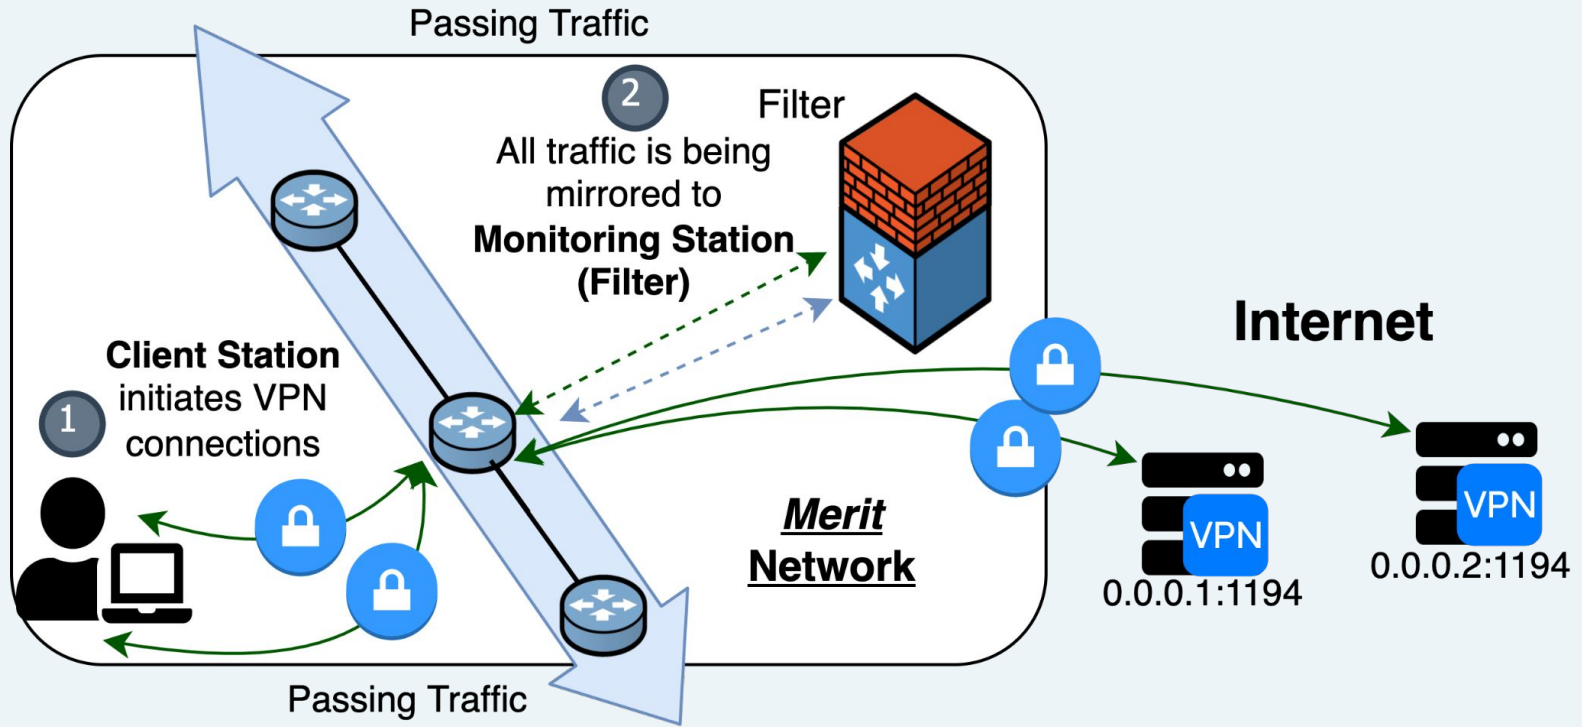 Passing Traffic
2
Filter
All traffic is being
mirrored to
Monitoring Station
(Filter)
Internet
Client Station
1
initiates VPN
connections
Merit
Network
VPN
0.0.0.1:1194
VPN
0.0.0.2:1194
Passing Traffic